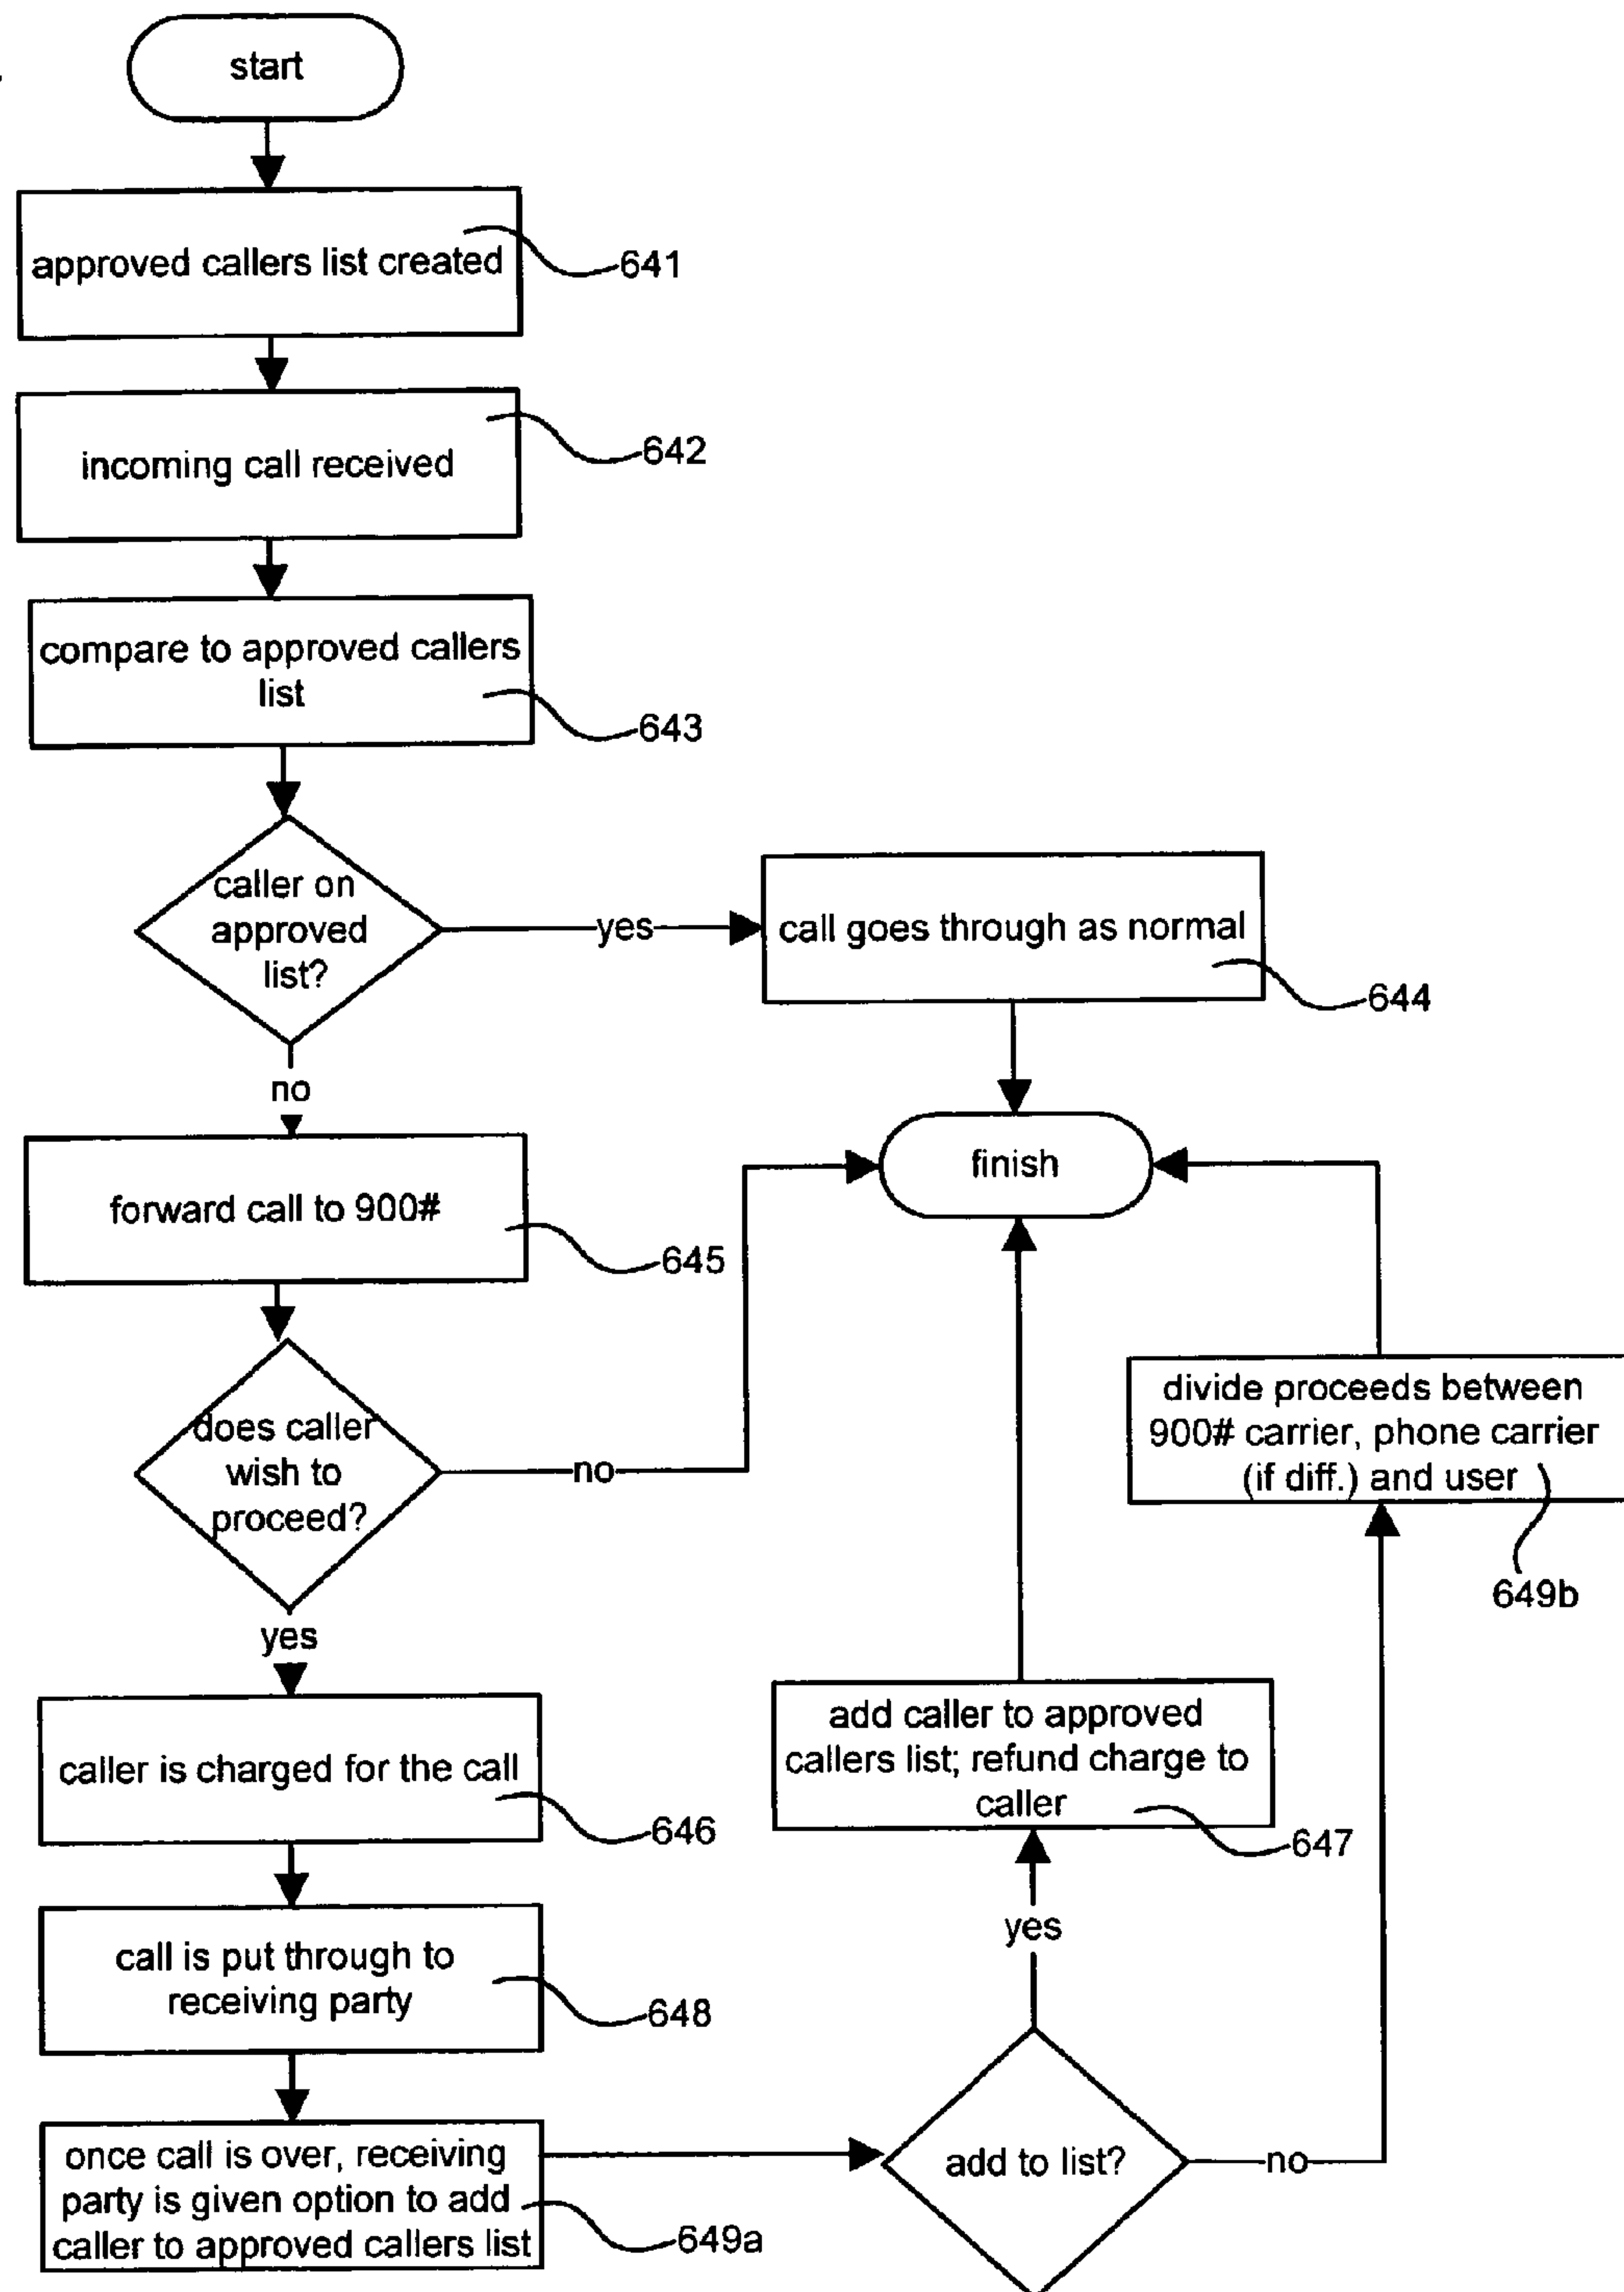 start
approved callers list created
641
incoming call received
642
compare to approved callers
list
643
caller on
approved
list?
yes
call goes through as normal
644
no
finish
forward call to 900#
645
does caller
wish to
proceed?
no
divide proceeds between
900# carrier, phone carrier
(if diff.) and user
649b
yes
caller is charged for the call
646
add caller to approved
callers list; refund charge to
caller
647
call is put through to
receiving party
648
yes
once call is over, receiving
party is given option to add
caller to approved callers list
649a
add to list?
no